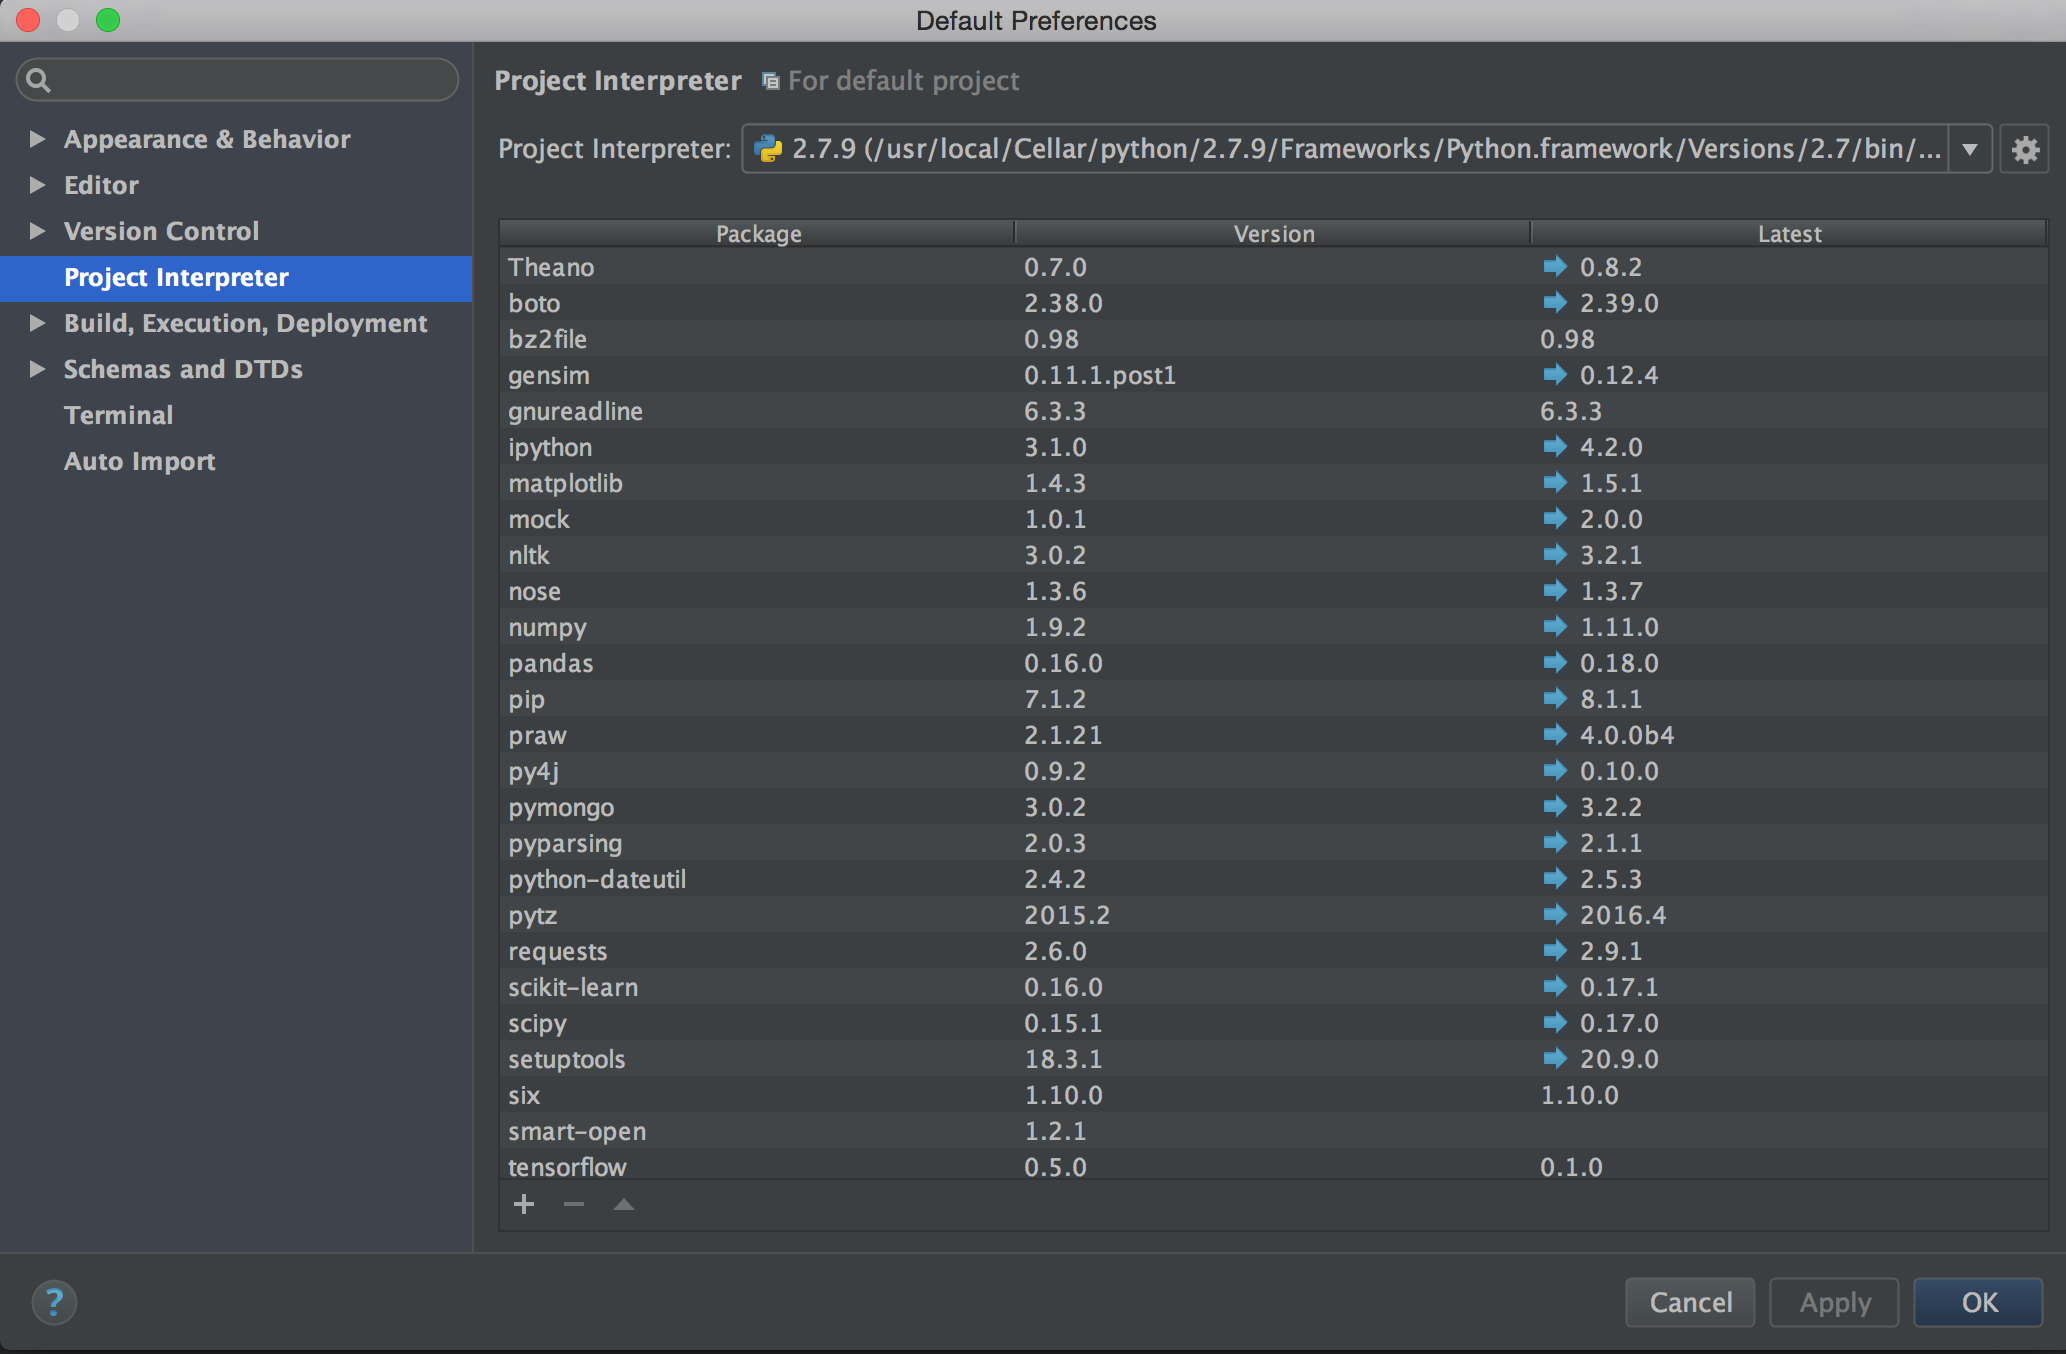 Default Preferences
Project Interpreter For default project
Appearance & Behavior
Editor
Version Control
Project Interpreter
Build, Execution, Deployment
Schemas and DTDs
Terminal
Auto Import
Project Interpreter: 2.7.9 (/usr/local/Cellar/python/2.7.9/Frameworks/Python.framework/Versions/2.7/bin/...
Package Version Latest
Theano 0.7.0 0.8.2
boto 2.38.0 2.39.0
bz2file 0.98 0.98
gensim 0.11.1.post1 0.12.4
gnureadline 6.3.3 6.3.3
ipython 3.1.0 4.2.0
matplotlib 1.4.3 1.5.1
mock 1.0.1 2.0.0
nltk 3.0.2 3.2.1
nose 1.3.6 1.3.7
numpy 1.9.2 1.11.0
pandas 0.16.0 0.18.0
pip 7.1.2 8.1.1
praw 2.1.21 4.0.0b4
py4j 0.9.2 0.10.0
pymongo 3.0.2 3.2.2
pyparsing 2.0.3 2.1.1
python-dateutil 2.4.2 2.5.3
pytz 2015.2 2016.4
requests 2.6.0 2.9.1
scikit-learn 0.16.0 0.17.1
scipy 0.15.1 0.17.0
setuptools 18.3.1 20.9.0
six 1.10.0 1.10.0
smart-open 1.2.1
tensorflow 0.5.0 0.1.0
? Cancel Apply OK